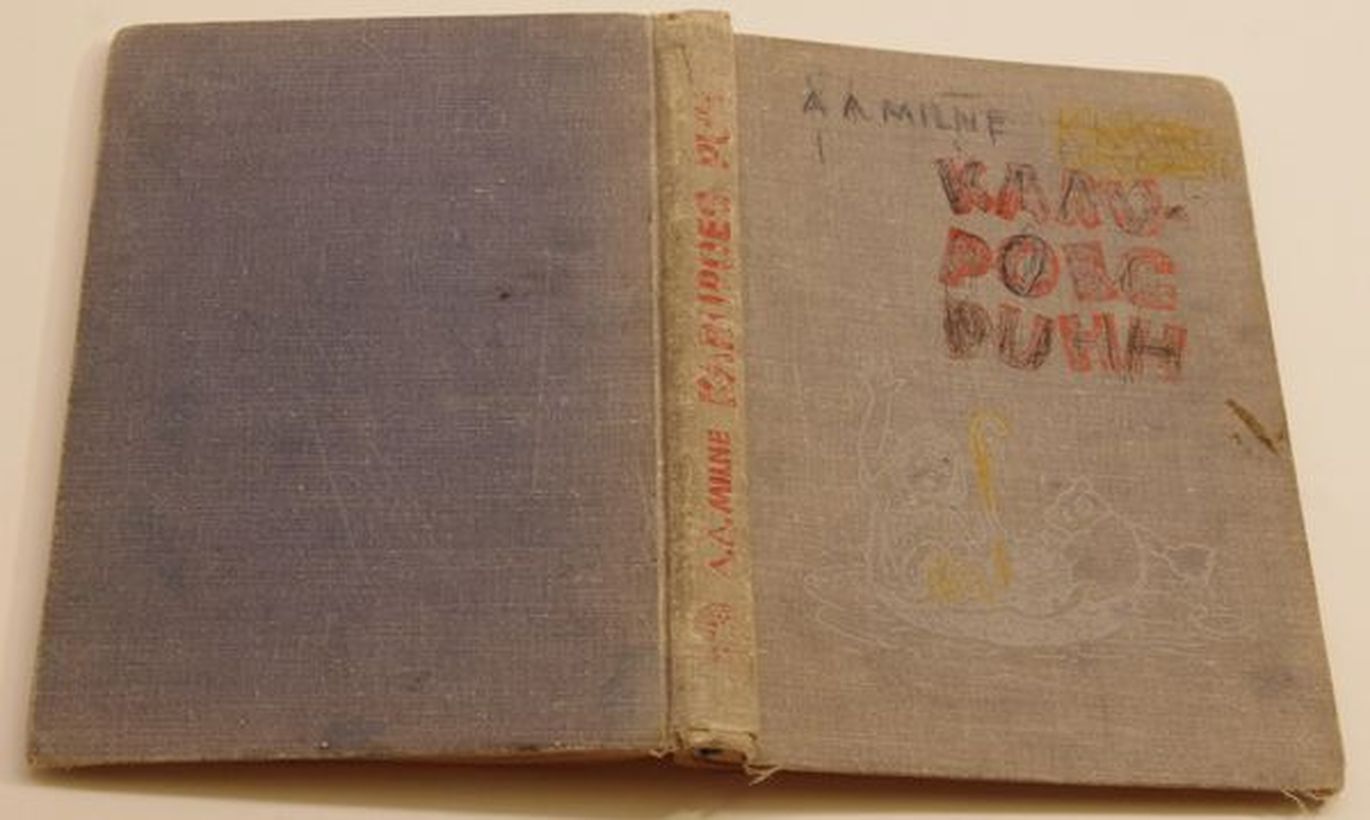 A.A. MILNE KARUPOEG PUHH
A A MILNE
KARU-
POEG
PUHH